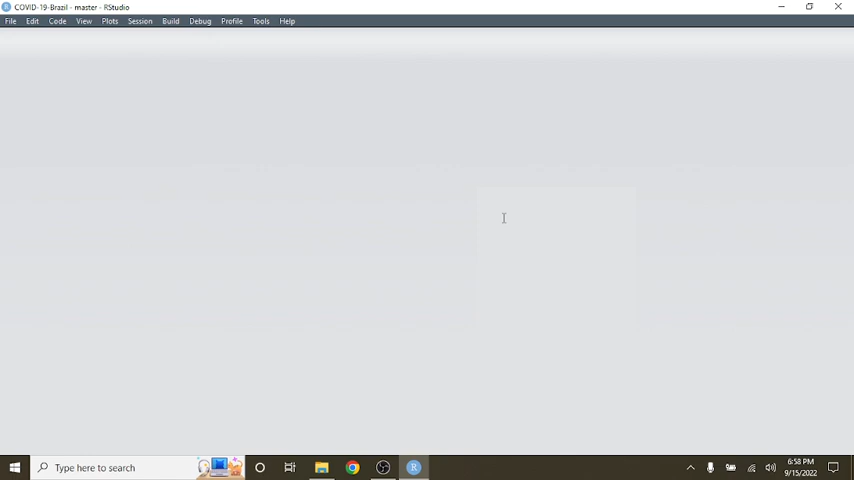 COVID-19-Brazil - master - RStudio
File Edit Code View Plots Session Build Debug Profile Tools Help
Type here to search
6:58 PM
9/15/2022